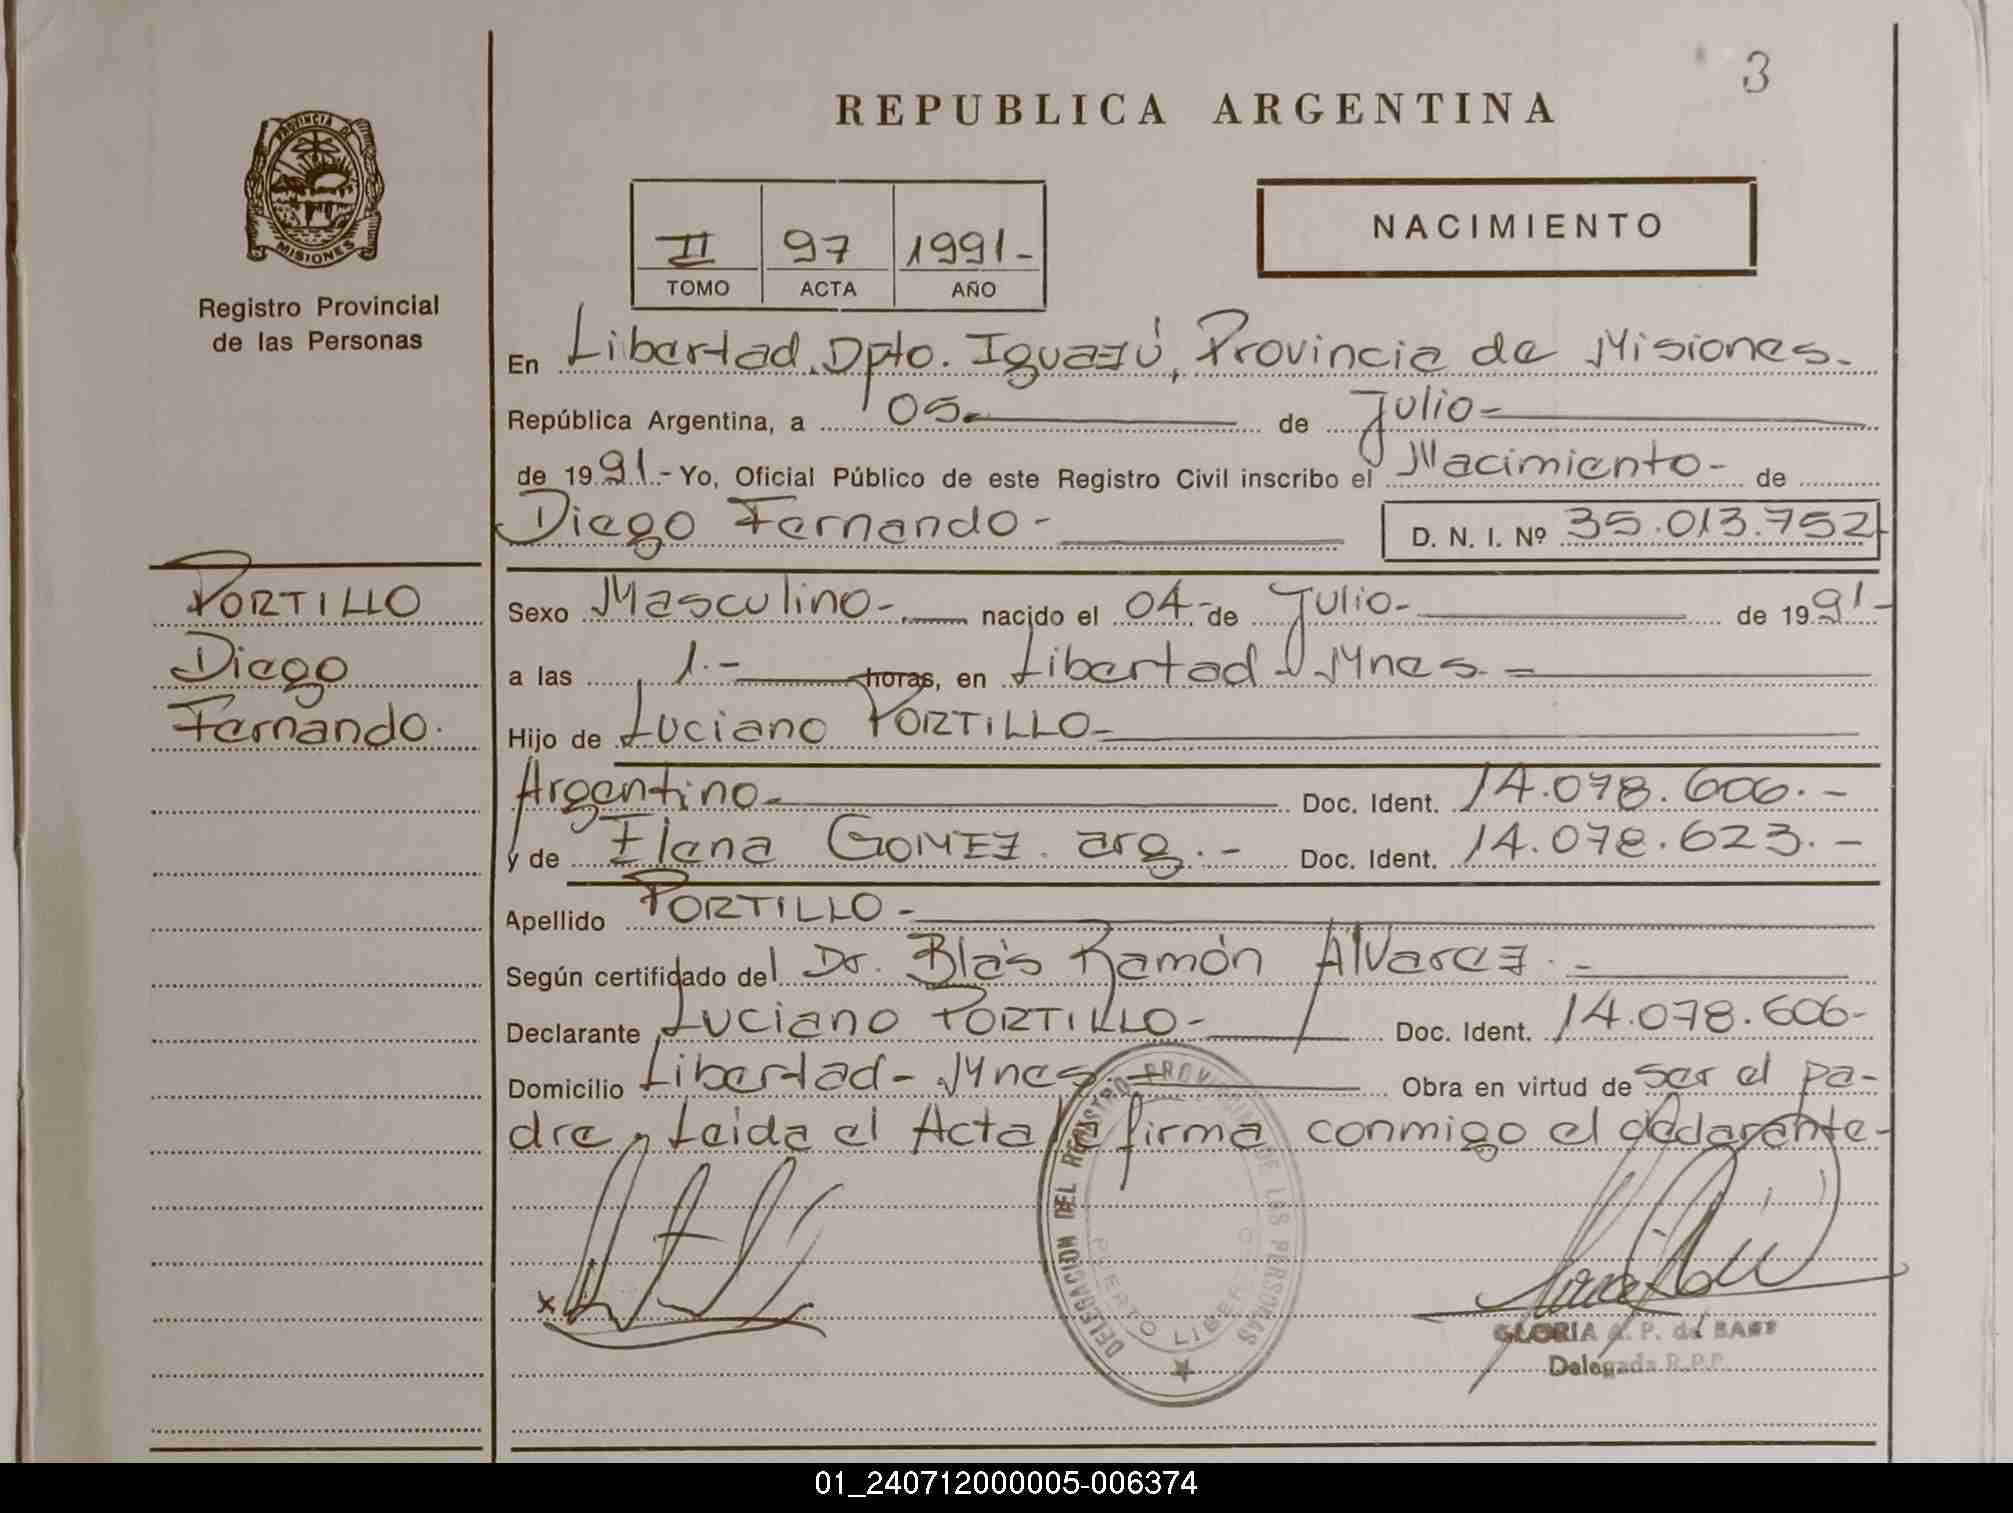 3
REPUBLICA ARGENTINA
PROVINCIA DE MISIONES
Registro Provincial
de las Personas
II 97 1991-
TOMO ACTA AÑO
NACIMIENTO
En Libertad, Dpto. Iguazú, Provincia de Misiones.
República Argentina, a 05.- de Julio-
de 1991.- Yo, Oficial Público de este Registro Civil inscribo el Nacimiento- de
Diego Fernando- D. N. I. Nº 35.013.752-
PORTILLO
Diego
Fernando.
Sexo Masculino- nacido el 04- de Julio- de 1991-
a las 1.- horas, en Libertad - Mnes -
Hijo de Luciano PORTILLO-
Argentino- Doc. Ident. 14.078.606.-
y de Elena GOMEZ. arg.- Doc. Ident. 14.078.623.-
Apellido PORTILLO-
Según certificado del Dr. Blás Ramón Alvarez.-
Declarante Luciano PORTILLO- Doc. Ident. 14.078.606-
Domicilio Libertad- Mnes.- Obra en virtud de ser el pa-
dre, Leida el Acta la firma conmigo el declarante-
DELEGACION DEL REGISTRO PROVINCIAL DE LAS PERSONAS
PUERTO LIBERTAD
x
GLORIA A. P. de
Delegada R.P.P.
01_240712000005-006374